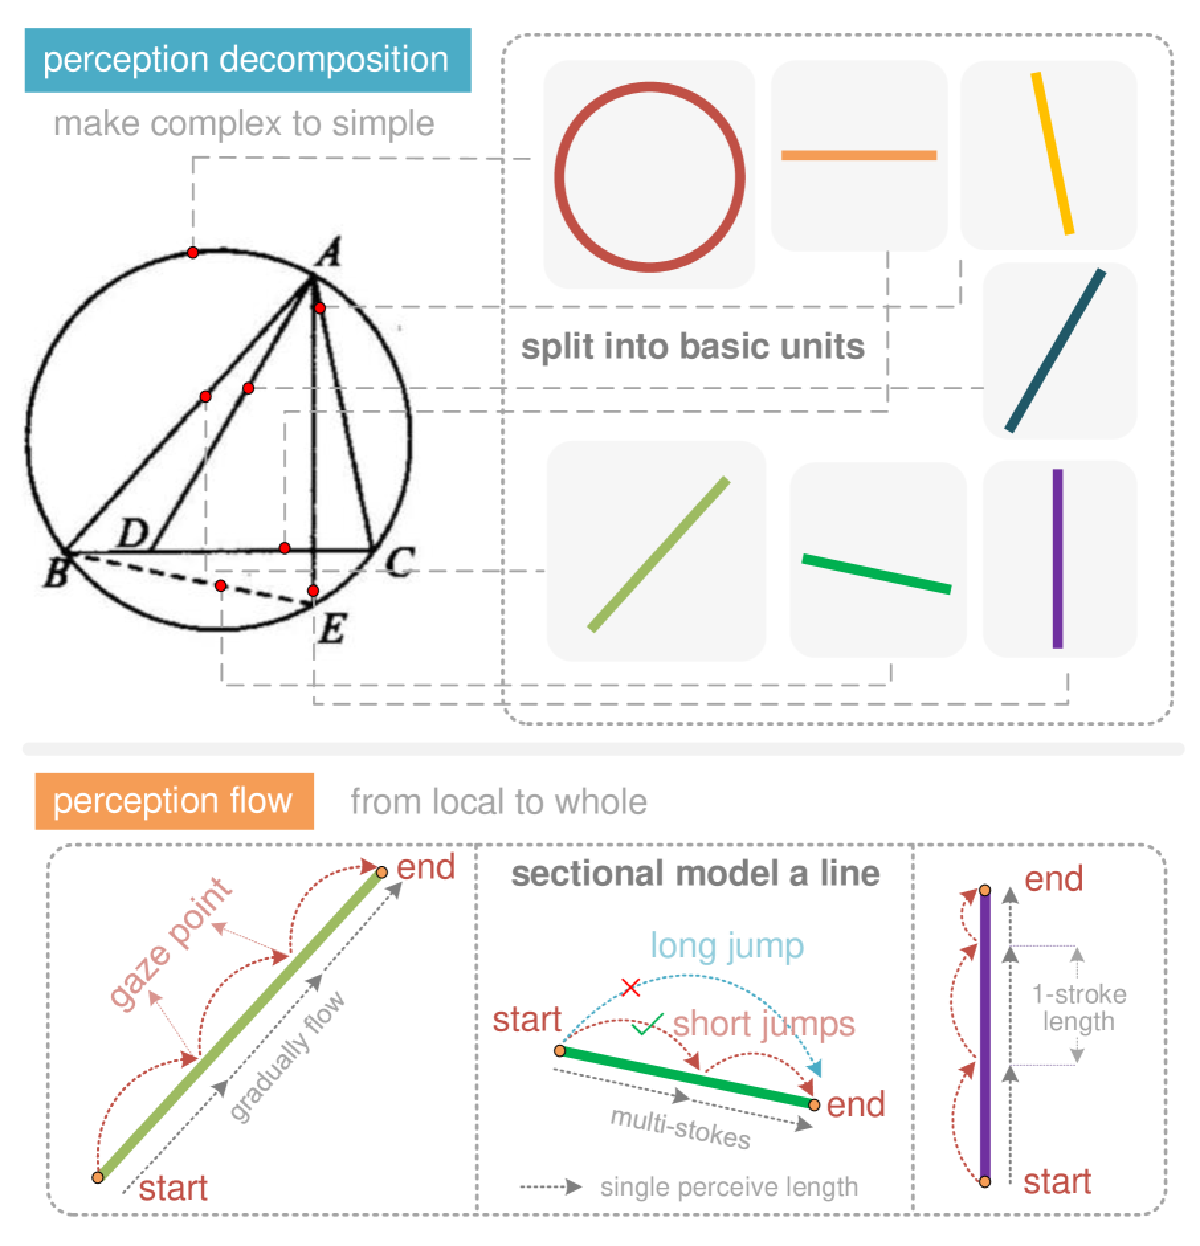 perception decomposition
make complex to simple
A
split into basic units
D
B
C
E
perception flow
from local to whole
end
gaze point
gradually flow
start
sectional model a line
long jump
start
short jumps
end
multi-stokes
single perceive length
end
1-stroke
length
start